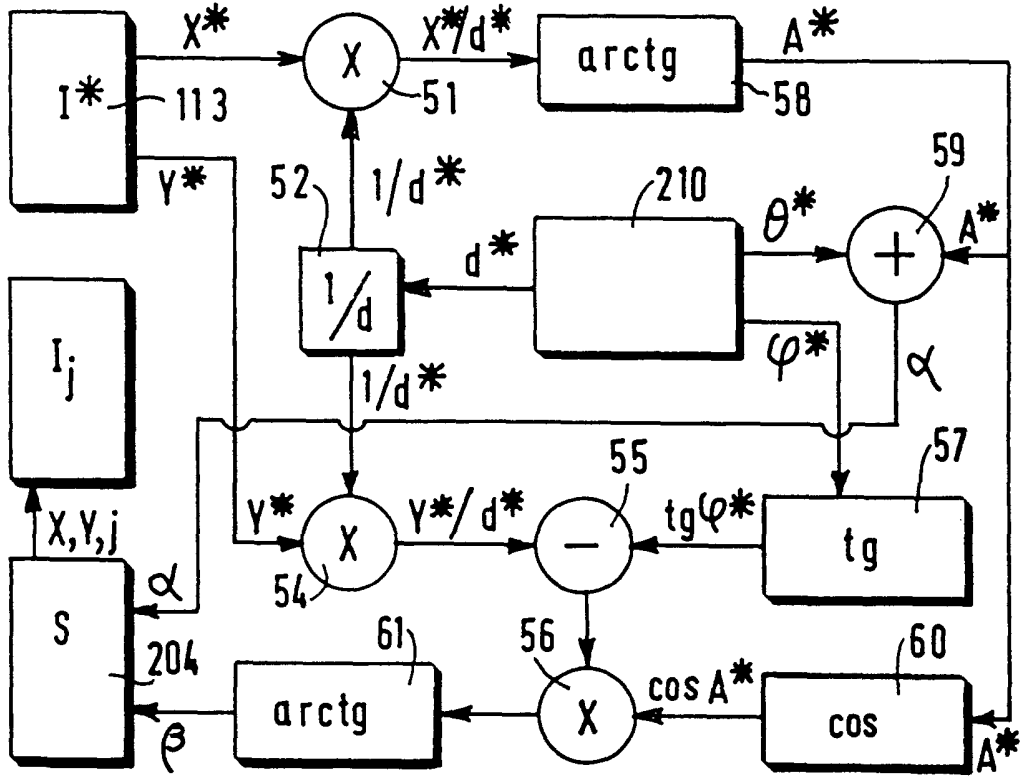 X*
X*/d*
A*
I*
113
X
51
arctg
58
Y*
52
1/d*
210
θ*
59
A*
+
d*
1/d
φ*
α
I
j
1/d*
55
57
X,Y,j
Y*
X
54
Y*/d*
−
tgφ*
tg
α
S
204
61
56
60
cos A*
arctg
X
cos
β
A*